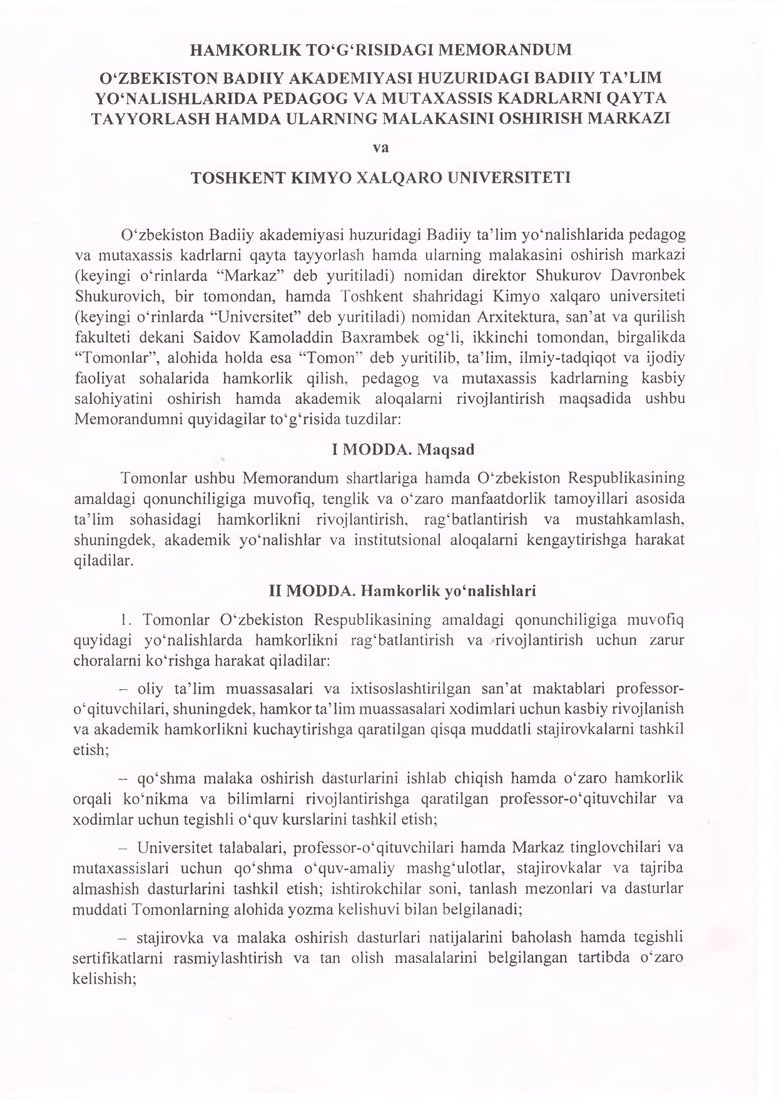 HAMKORLIK TO‘G‘RISIDAGI MEMORANDUM
O‘ZBEKISTON BADIIY AKADEMIYASI HUZURIDAGI BADIIY TA’LIM
YO‘NALISHLARIDA PEDAGOG VA MUTAXASSIS KADRLARNI QAYTA
TAYYORLASH HAMDA ULARNING MALAKASINI OSHIRISH MARKAZI
va
TOSHKENT KIMYO XALQARO UNIVERSITETI
O‘zbekiston Badiiy akademiyasi huzuridagi Badiiy ta’lim yo‘nalishlarida pedagog
va mutaxassis kadrlarni qayta tayyorlash hamda ularning malakasini oshirish markazi
(keyingi o‘rinlarda “Markaz” deb yuritiladi) nomidan direktor Shukurov Davronbek
Shukurovich, bir tomondan, hamda Toshkent shahridagi Kimyo xalqaro universiteti
(keyingi o‘rinlarda “Universitet” deb yuritiladi) nomidan Arxitektura, san’at va qurilish
fakulteti dekani Saidov Kamoladdin Baxrambek og‘li, ikkinchi tomondan, birgalikda
“Tomonlar”, alohida holda esa “Tomon” deb yuritilib, ta’lim, ilmiy-tadqiqot va ijodiy
faoliyat sohalarida hamkorlik qilish, pedagog va mutaxassis kadrlarning kasbiy
salohiyatini oshirish hamda akademik aloqalarni rivojlantirish maqsadida ushbu
Memorandumni quyidagilar to‘g‘risida tuzdilar:
I MODDA. Maqsad
Tomonlar ushbu Memorandum shartlariga hamda O‘zbekiston Respublikasining
amaldagi qonunchiligiga muvofiq, tenglik va o‘zaro manfaatdorlik tamoyillari asosida
ta’lim sohasidagi hamkorlikni rivojlantirish, rag‘batlantirish va mustahkamlash,
shuningdek, akademik yo‘nalishlar va institutsional aloqalarni kengaytirishga harakat
qiladilar.
II MODDA. Hamkorlik yo‘nalishlari
1. Tomonlar O‘zbekiston Respublikasining amaldagi qonunchiligiga muvofiq
quyidagi yo‘nalishlarda hamkorlikni rag‘batlantirish va rivojlantirish uchun zarur
choralarni ko‘rishga harakat qiladilar:
– oliy ta’lim muassasalari va ixtisoslashtirilgan san’at maktablari professor-
o‘qituvchilari, shuningdek, hamkor ta’lim muassasalari xodimlari uchun kasbiy rivojlanish
va akademik hamkorlikni kuchaytirishga qaratilgan qisqa muddatli stajirovkalarni tashkil
etish;
– qo‘shma malaka oshirish dasturlarini ishlab chiqish hamda o‘zaro hamkorlik
orqali ko‘nikma va bilimlarni rivojlantirishga qaratilgan professor-o‘qituvchilar va
xodimlar uchun tegishli o‘quv kurslarini tashkil etish;
– Universitet talabalari, professor-o‘qituvchilari hamda Markaz tinglovchilari va
mutaxassislari uchun qo‘shma o‘quv-amaliy mashg‘ulotlar, stajirovkalar va tajriba
almashish dasturlarini tashkil etish; ishtirokchilar soni, tanlash mezonlari va dasturlar
muddati Tomonlarning alohida yozma kelishuvi bilan belgilanadi;
– stajirovka va malaka oshirish dasturlari natijalarini baholash hamda tegishli
sertifikatlarni rasmiylashtirish va tan olish masalalarini belgilangan tartibda o‘zaro
kelishish;